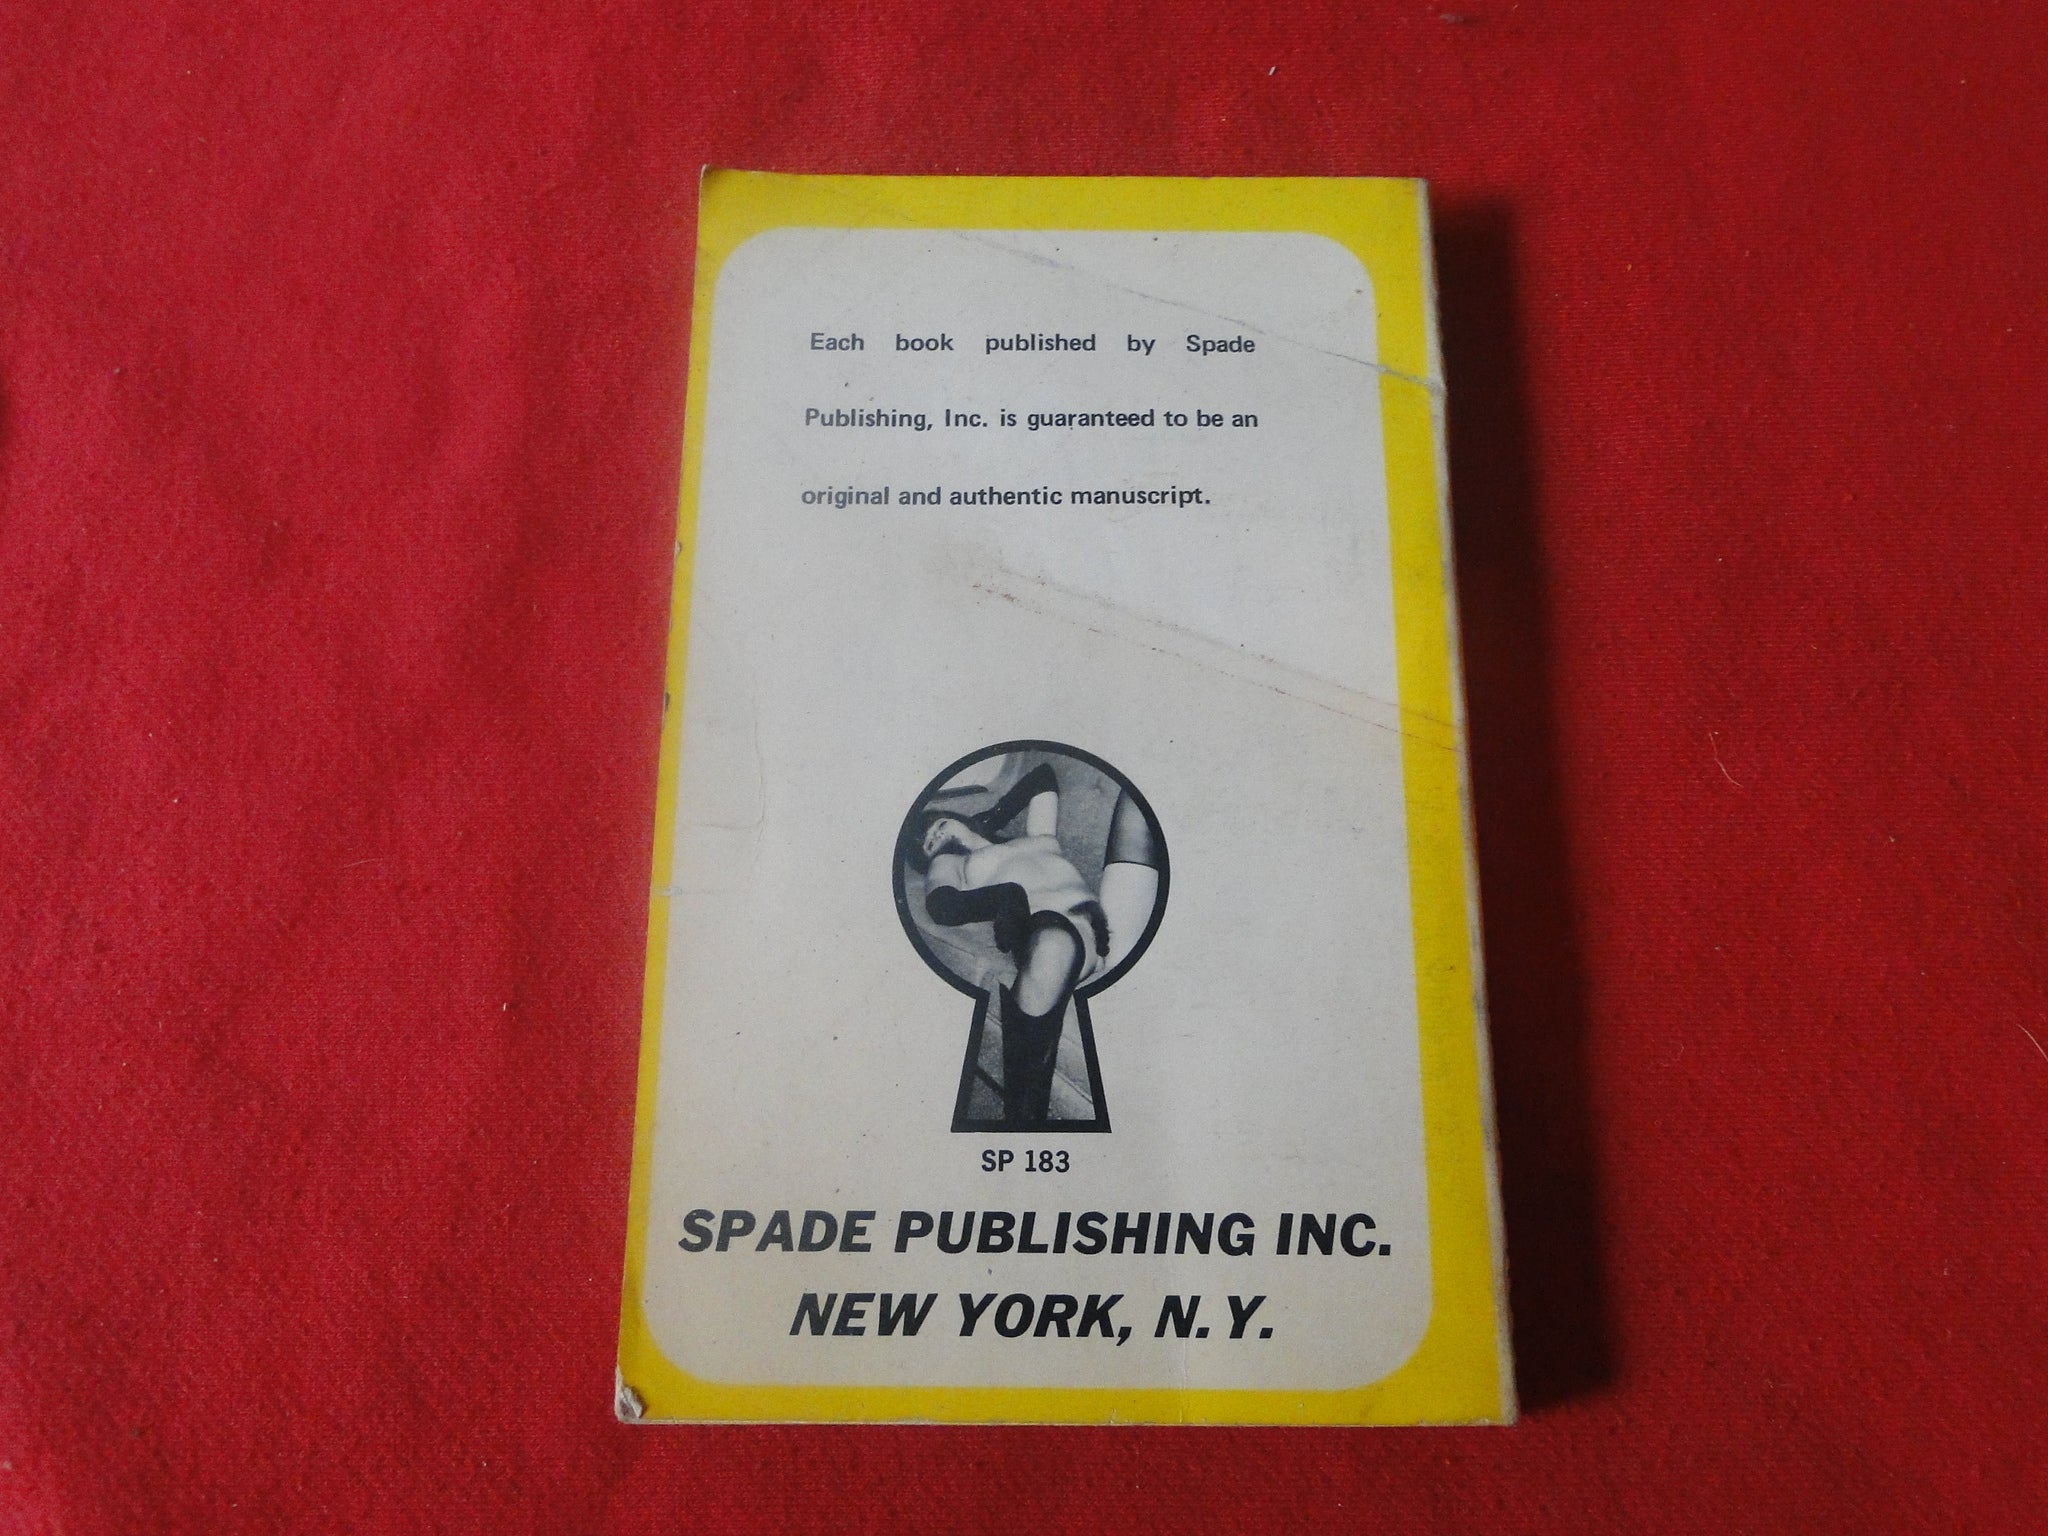 Each book published by Spade
Publishing, Inc. is guaranteed to be an
original and authentic manuscript.
SP 183
SPADE PUBLISHING INC.
NEW YORK, N.Y.